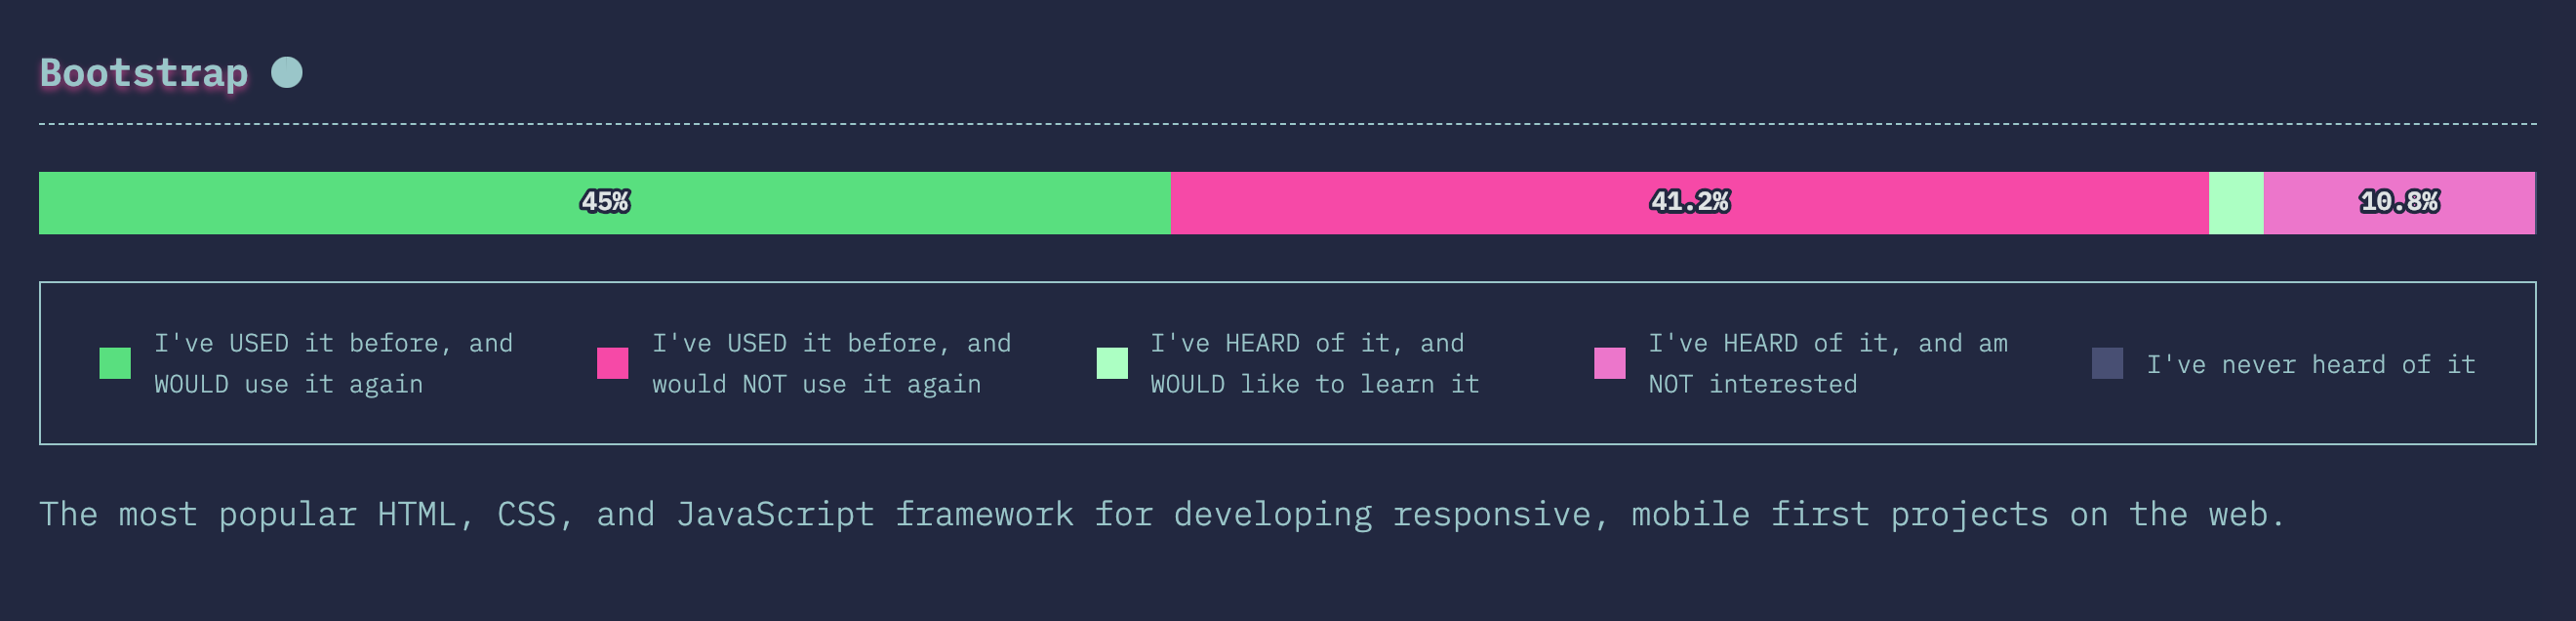 Bootstrap
45% 41.2% 10.8%
I've USED it before, and
WOULD use it again
I've USED it before, and
would NOT use it again
I've HEARD of it, and
WOULD like to learn it
I've HEARD of it, and am
NOT interested
I've never heard of it
The most popular HTML, CSS, and JavaScript framework for developing responsive, mobile first projects on the web.